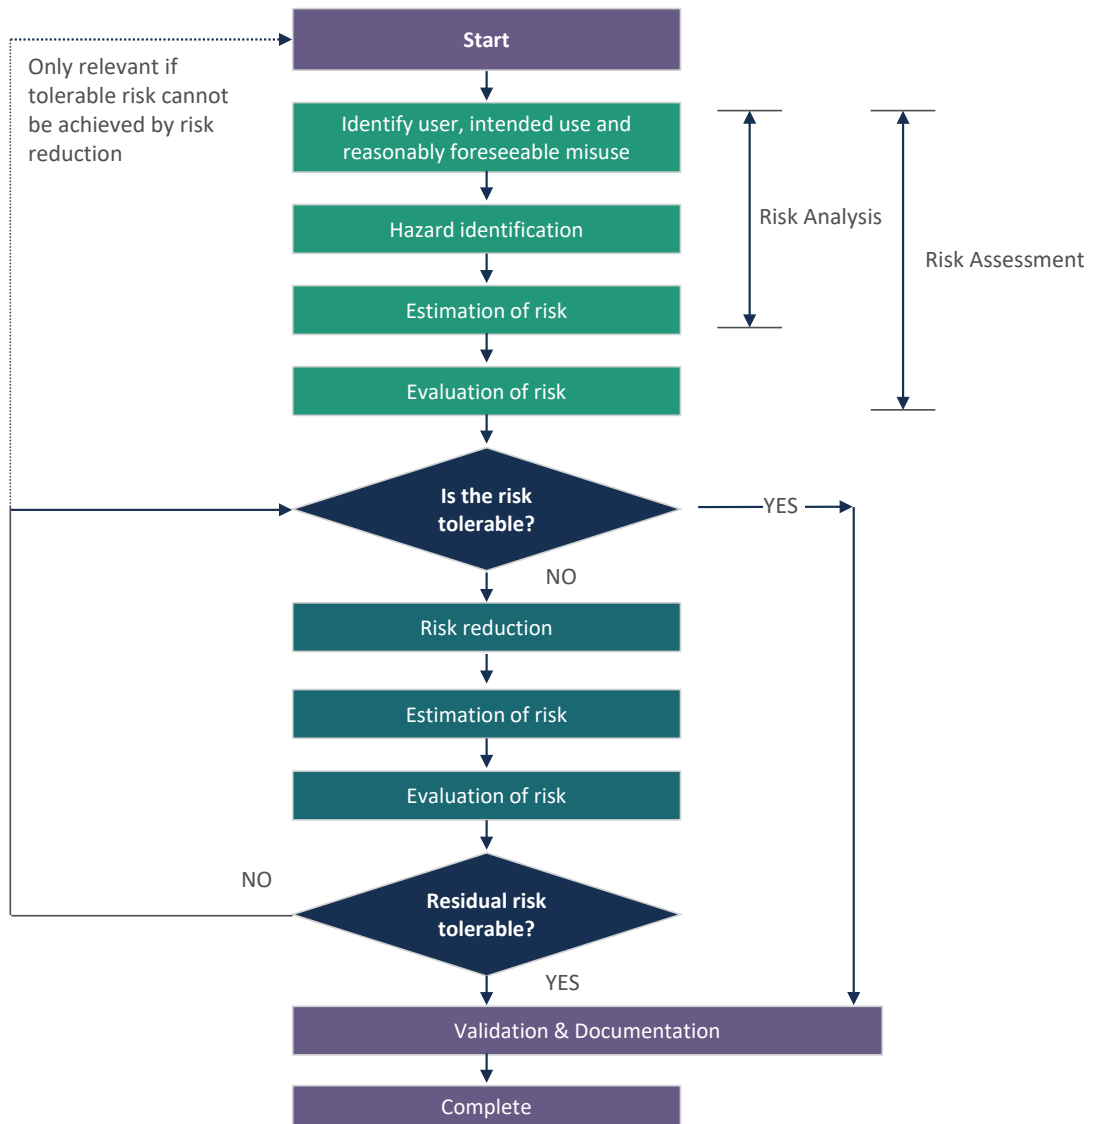 Start
Only relevant if
tolerable risk cannot
be achieved by risk
reduction
Identify user, intended use and
reasonably foreseeable misuse
Risk Analysis
Hazard identification
Risk Assessment
Estimation of risk
Evaluation of risk
Is the risk
tolerable?
YES
NO
Risk reduction
Estimation of risk
Evaluation of risk
NO
Residual risk
tolerable?
YES
Validation & Documentation
Complete